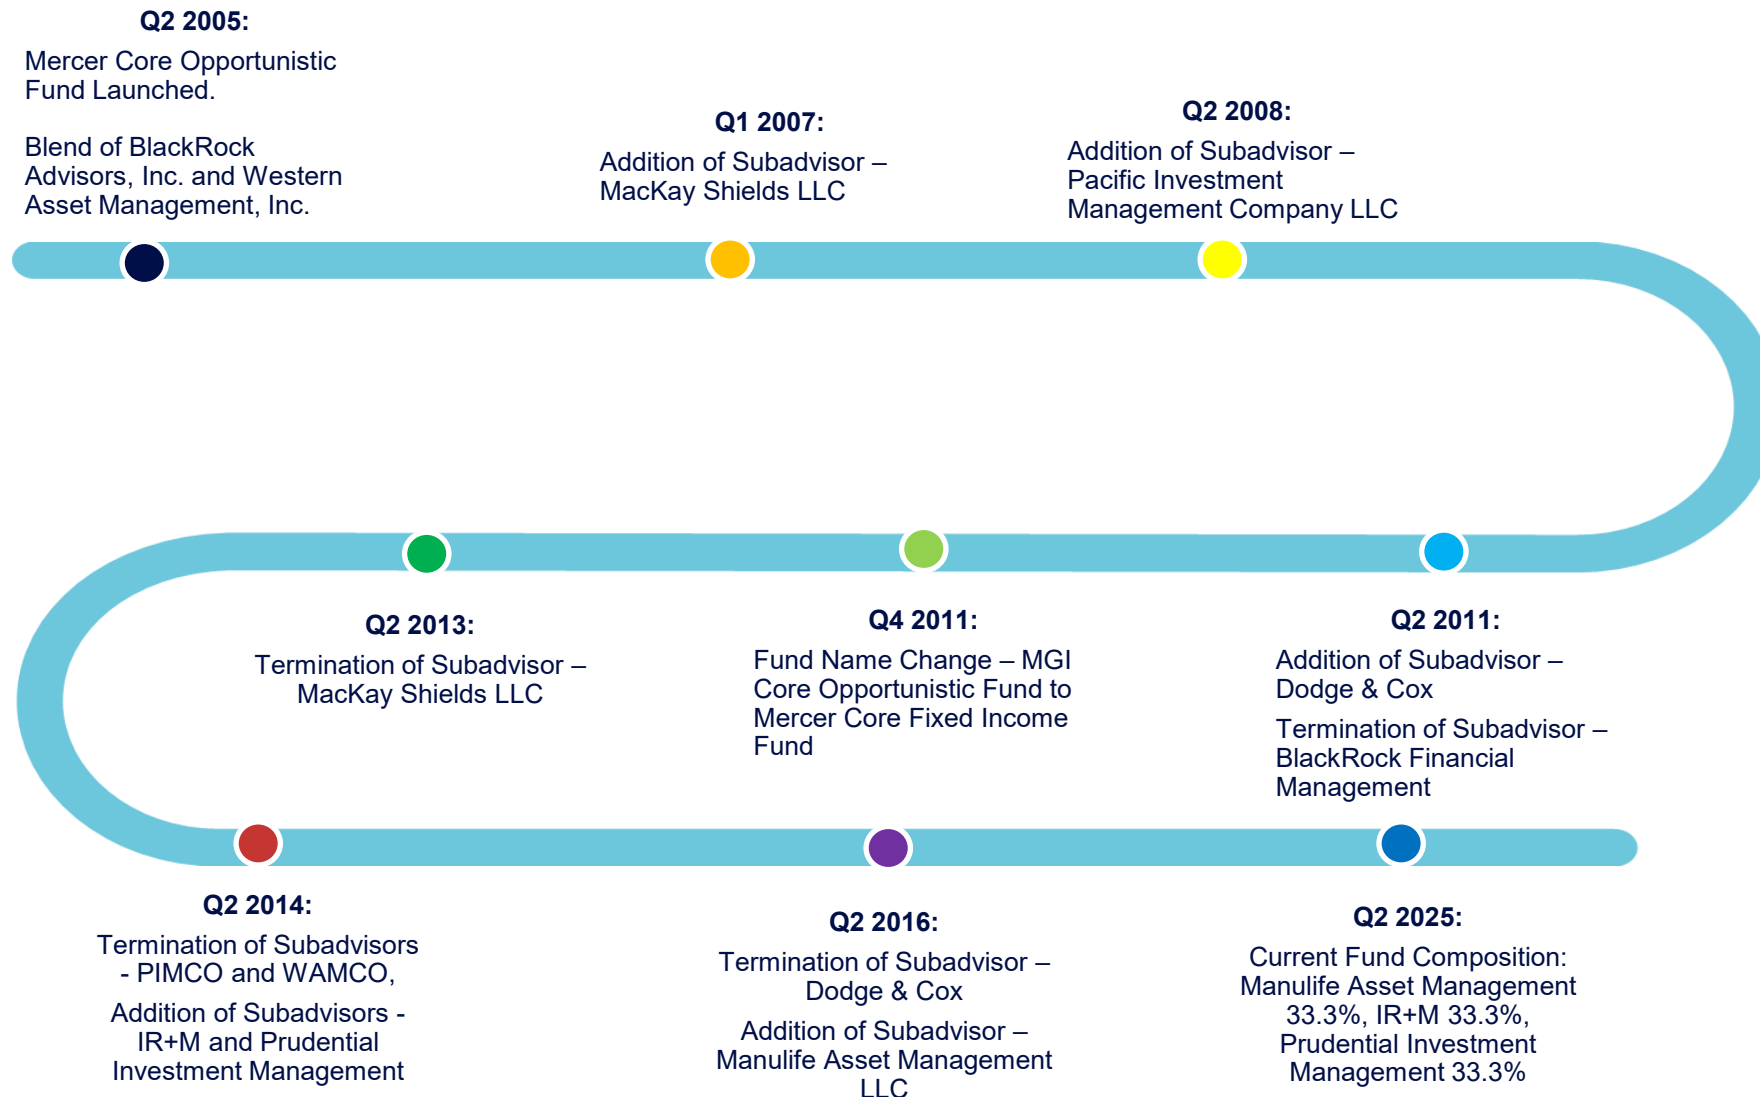 Q2 2005:
Mercer Core Opportunistic
Fund Launched.
Blend of BlackRock
Advisors, Inc. and Western
Asset Management, Inc.
Q1 2007:
Addition of Subadvisor –
MacKay Shields LLC
Q2 2008:
Addition of Subadvisor –
Pacific Investment
Management Company LLC
Q2 2011:
Addition of Subadvisor –
Dodge & Cox
Termination of Subadvisor –
BlackRock Financial
Management
Q4 2011:
Fund Name Change – MGI
Core Opportunistic Fund to
Mercer Core Fixed Income
Fund
Q2 2013:
Termination of Subadvisor –
MacKay Shields LLC
Q2 2014:
Termination of Subadvisors
- PIMCO and WAMCO,
Addition of Subadvisors -
IR+M and Prudential
Investment Management
Q2 2016:
Termination of Subadvisor –
Dodge & Cox
Addition of Subadvisor –
Manulife Asset Management
LLC
Q2 2025:
Current Fund Composition:
Manulife Asset Management
33.3%, IR+M 33.3%,
Prudential Investment
Management 33.3%